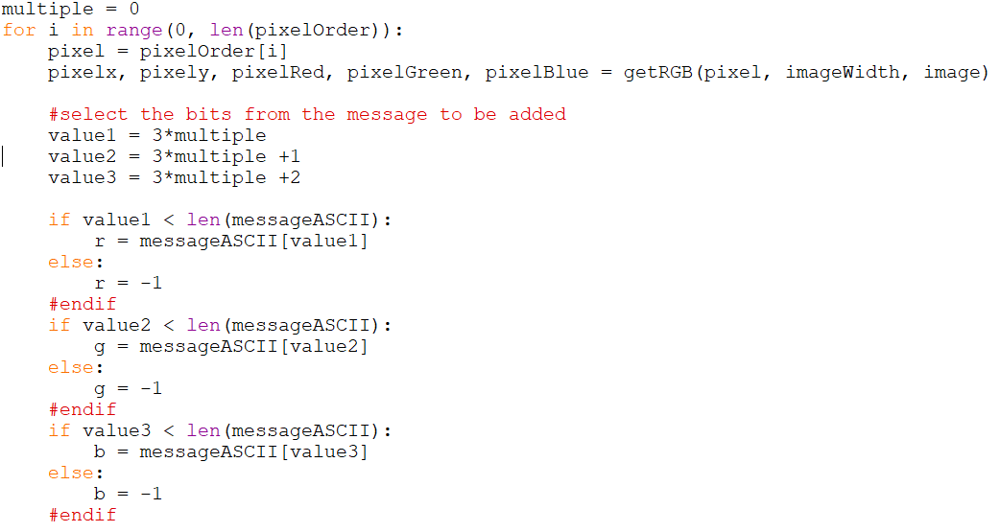 multiple = 0
for i in range(0, len(pixelOrder)):
    pixel = pixelOrder[i]
    pixelx, pixely, pixelRed, pixelGreen, pixelBlue = getRGB(pixel, imageWidth, image)

    #select the bits from the message to be added
    value1 = 3*multiple
    value2 = 3*multiple +1
    value3 = 3*multiple +2

    if value1 < len(messageASCII):
        r = messageASCII[value1]
    else:
        r = -1
    #endif
    if value2 < len(messageASCII):
        g = messageASCII[value2]
    else:
        g = -1
    #endif
    if value3 < len(messageASCII):
        b = messageASCII[value3]
    else:
        b = -1
    #endif